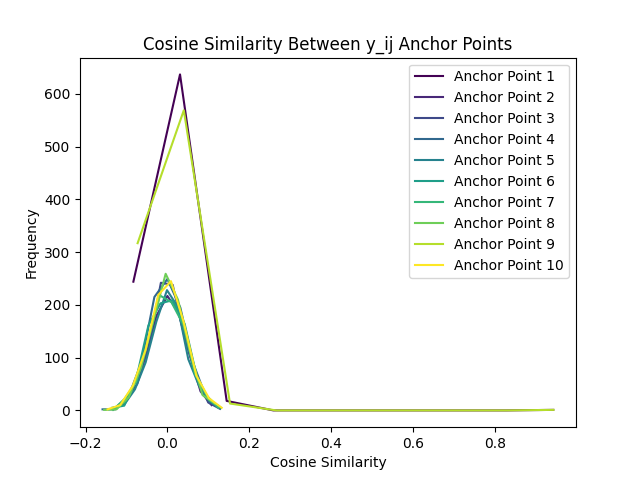 Cosine Similarity Between y_ij Anchor Points
Frequency
600
500
400
300
200
100
0
−0.2
0.0
0.2
0.4
0.6
0.8
Cosine Similarity
Anchor Point 1
Anchor Point 2
Anchor Point 3
Anchor Point 4
Anchor Point 5
Anchor Point 6
Anchor Point 7
Anchor Point 8
Anchor Point 9
Anchor Point 10